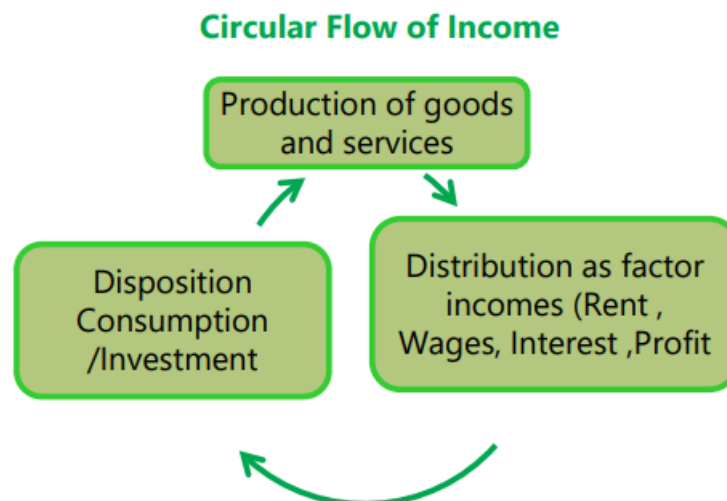 Circular Flow of Income
Production of goods
and services
Distribution as factor
incomes (Rent ,
Wages, Interest ,Profit
Disposition
Consumption
/Investment